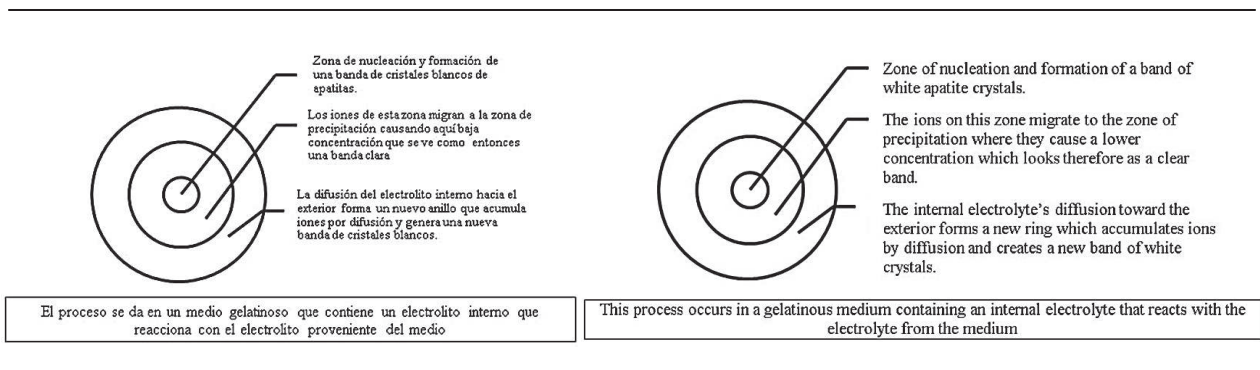 Zona de nucleación y formación de
una banda de cristales blancos de
apatitas.
Los iones de esta zona migran a la zona de
precipitación causando aquí baja
concentración que se ve como entonces
una banda clara
La difusión del electrolito interno hacia el
exterior forma un nuevo anillo que acumula
iones por difusión y genera una nueva
banda de cristales blancos.
El proceso se da en un medio gelatinoso que contiene un electrolito interno que
reacciona con el electrolito proveniente del medio
Zone of nucleation and formation of a band of
white apatite crystals.
The ions on this zone migrate to the zone of
precipitation where they cause a lower
concentration which looks therefore as a clear
band.
The internal electrolyte's diffusion toward the
exterior forms a new ring which accumulates ions
by diffusion and creates a new band of white
crystals.
This process occurs in a gelatinous medium containing an internal electrolyte that reacts with the
electrolyte from the medium